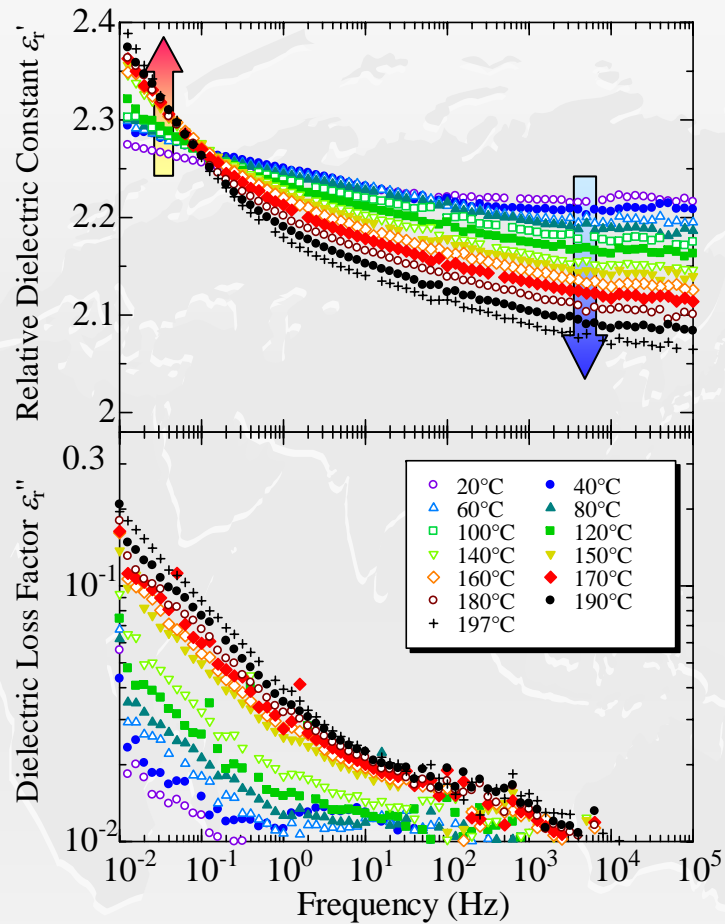 Relative Dielectric Constant εr'
2.4
2.3
2.2
2.1
2
Dielectric Loss Factor εr''
0.3
10-1
10-2
20°C 40°C
60°C 80°C
100°C 120°C
140°C 150°C
160°C 170°C
180°C 190°C
197°C
10-2 10-1 100 101 102 103 104 105
Frequency (Hz)